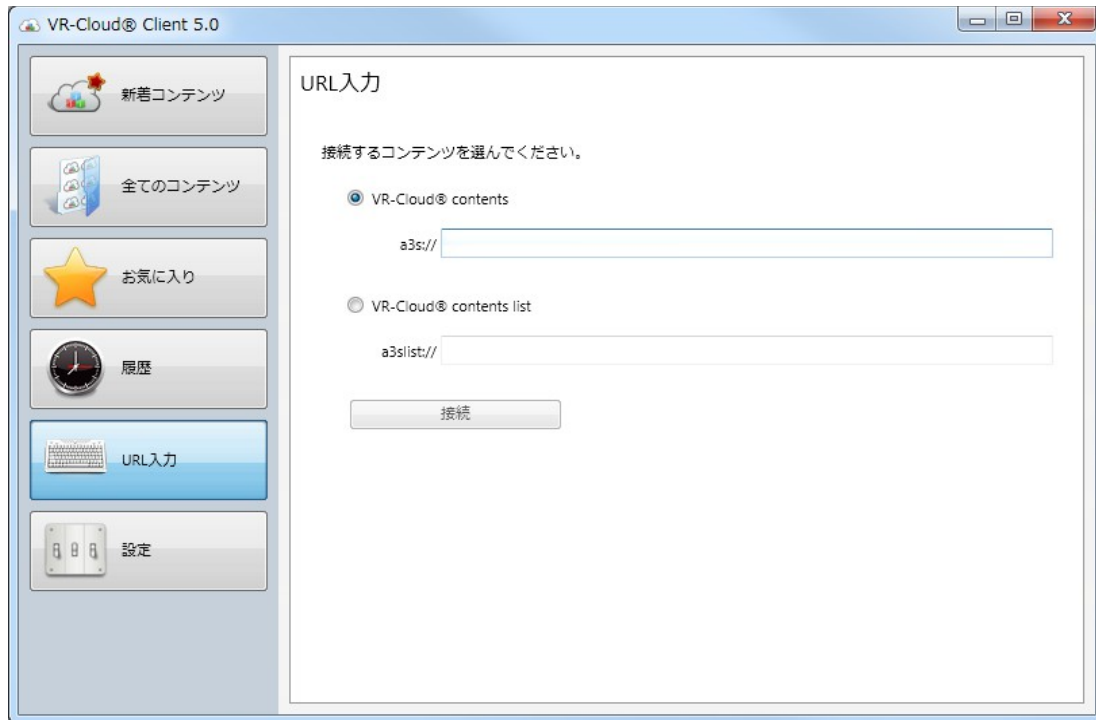 VR-Cloud® Client 5.0
新着コンテンツ
全てのコンテンツ
お気に入り
履歴
URL入力
設定
URL入力
接続するコンテンツを選んでください。
VR-Cloud® contents
a3s://
VR-Cloud® contents list
a3slist://
接続